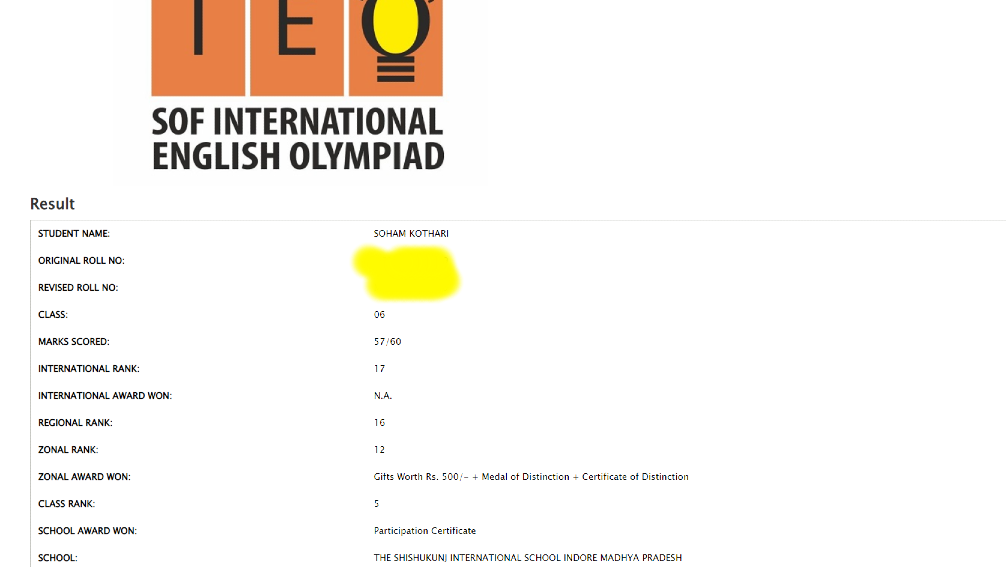 IEO
SOF INTERNATIONAL
ENGLISH OLYMPIAD
Result
STUDENT NAME: SOHAM KOTHARI
ORIGINAL ROLL NO:
REVISED ROLL NO:
CLASS: 06
MARKS SCORED: 57/60
INTERNATIONAL RANK: 17
INTERNATIONAL AWARD WON: N.A.
REGIONAL RANK: 16
ZONAL RANK: 12
ZONAL AWARD WON: Gifts Worth Rs. 500/- + Medal of Distinction + Certificate of Distinction
CLASS RANK: 5
SCHOOL AWARD WON: Participation Certificate
SCHOOL: THE SHISHUKUNJ INTERNATIONAL SCHOOL INDORE MADHYA PRADESH